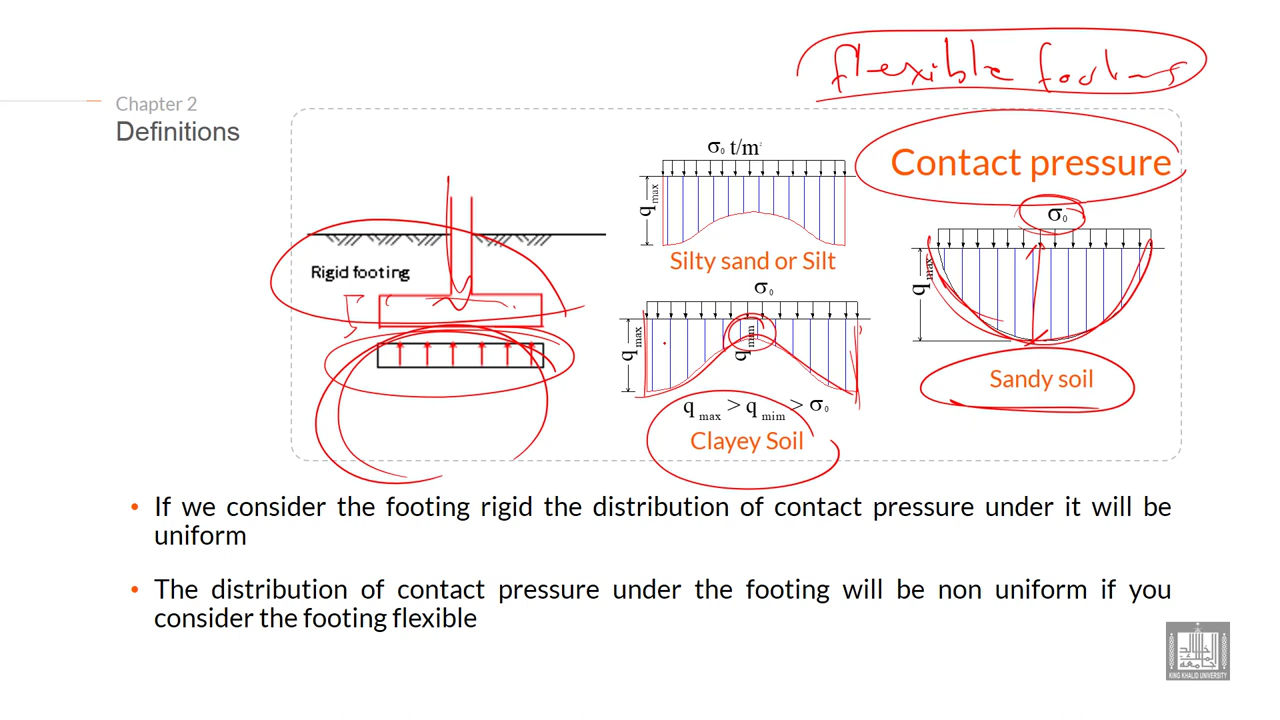 flexible footings
Chapter 2
Definitions
σ₀ t/m²
Contact pressure
q max
σ₀
Rigid footing
Silty sand or Silt
q max
σ₀
q max
q min
Sandy soil
q max > q mim > σ₀
Clayey Soil
• If we consider the footing rigid the distribution of contact pressure under it will be
uniform
• The distribution of contact pressure under the footing will be non uniform if you
consider the footing flexible
KING KHALID UNIVERSITY